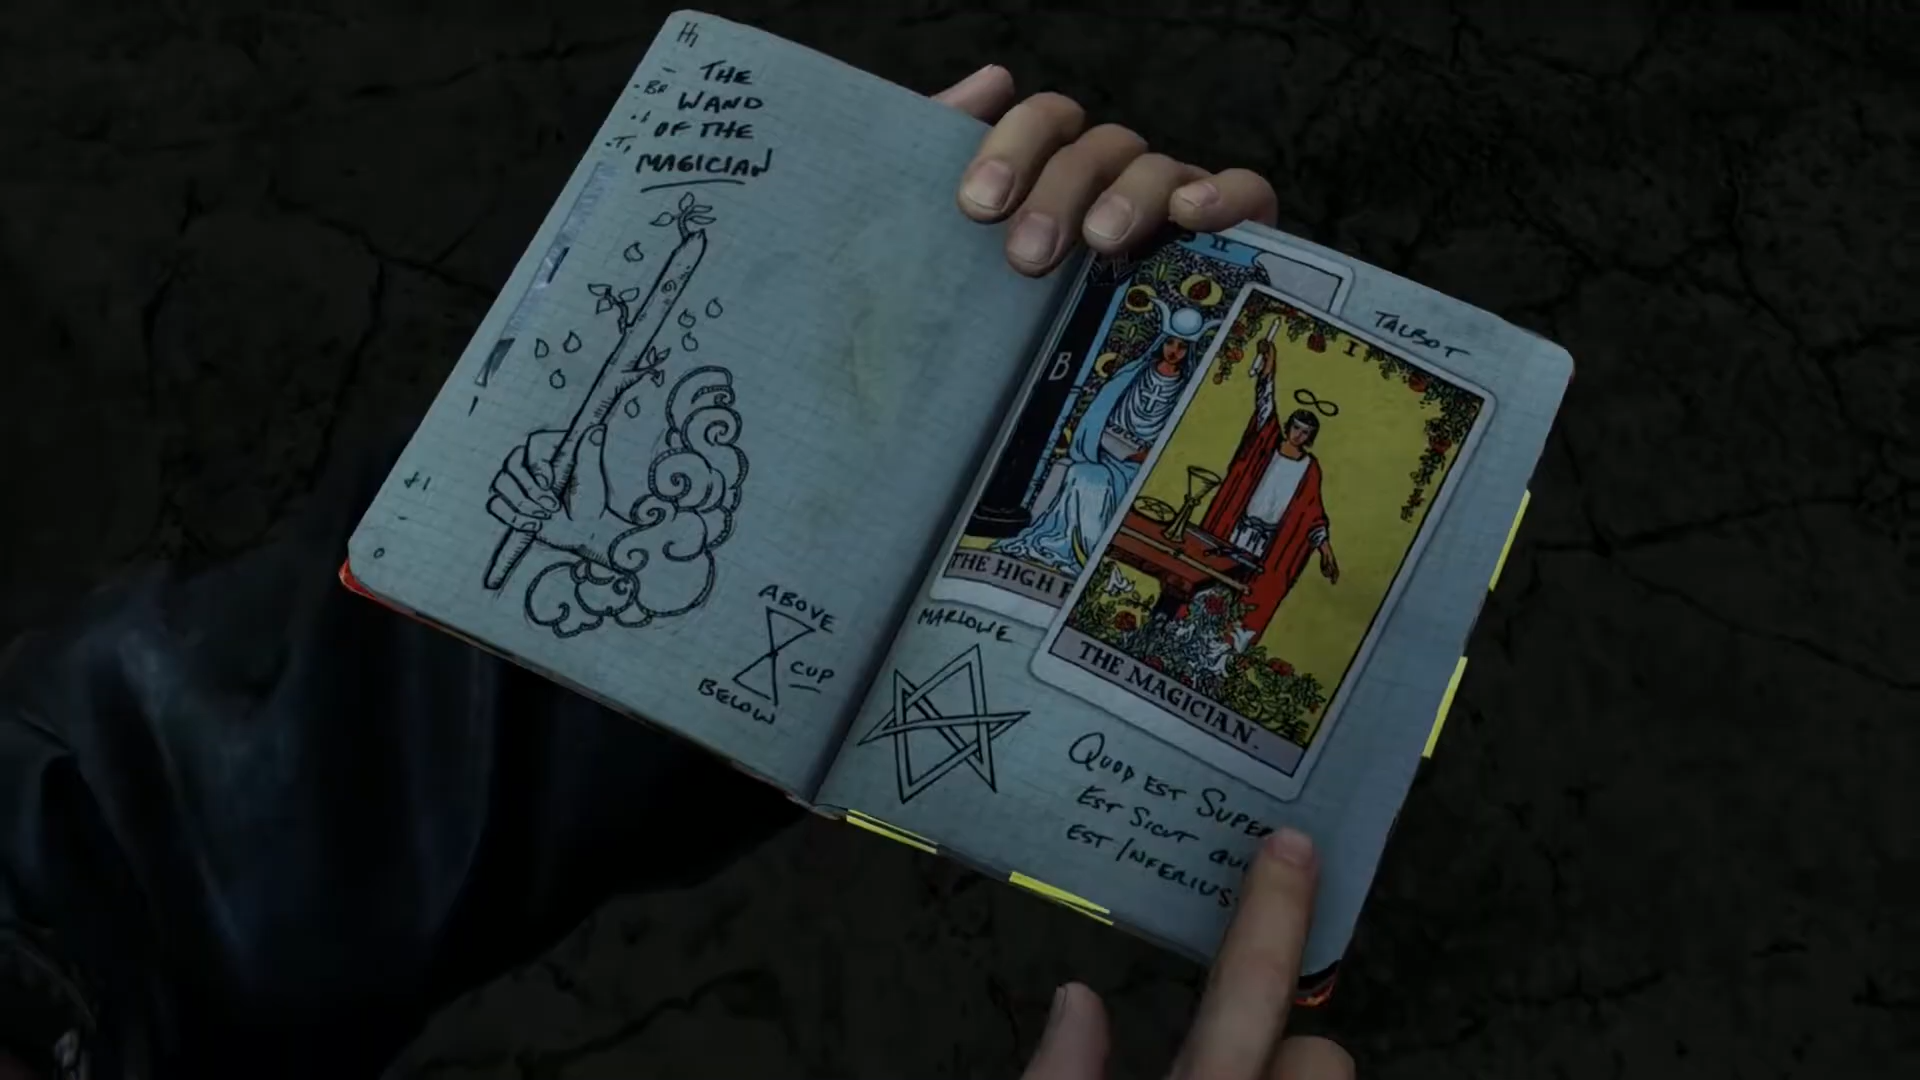 THE
WAND
OF THE
MAGICIAN
ABOVE
CUP
BELOW
II
B
THE HIGH
MARLOWE
TALBOT
I
THE MAGICIAN.
QUOD EST SUPER
EST SICUT
EST INFERIUS